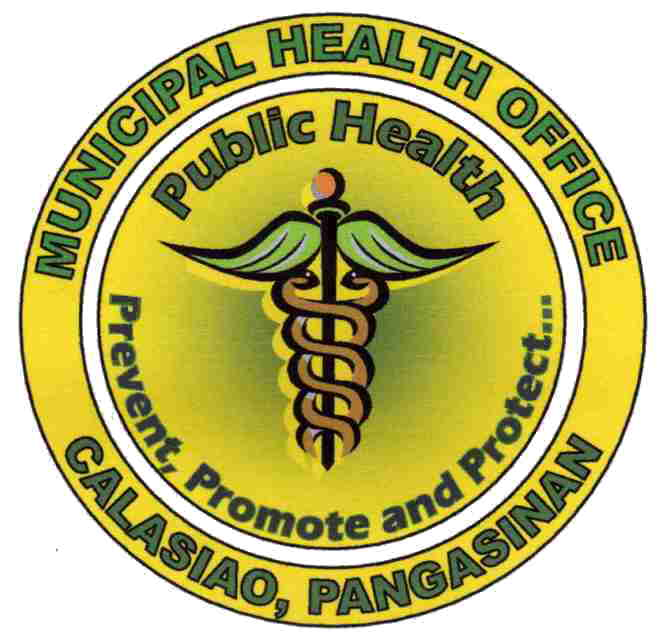 MUNICIPAL HEALTH OFFICE
Public Health
Prevent, Promote and Protect...
CALASIAO, PANGASINAN